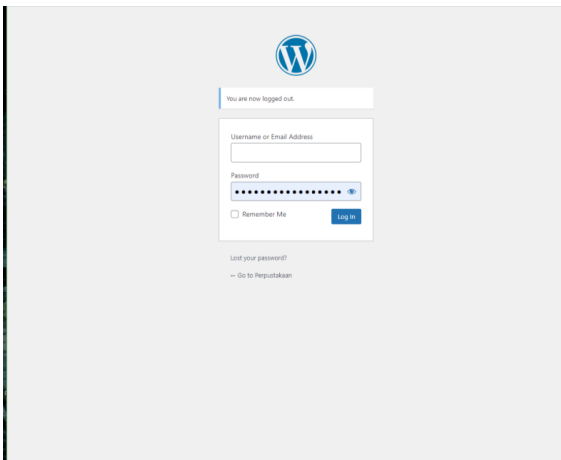 You are now logged out.
Username or Email Address
Password
Remember Me
Log In
Lost your password?
← Go to Perpustakaan